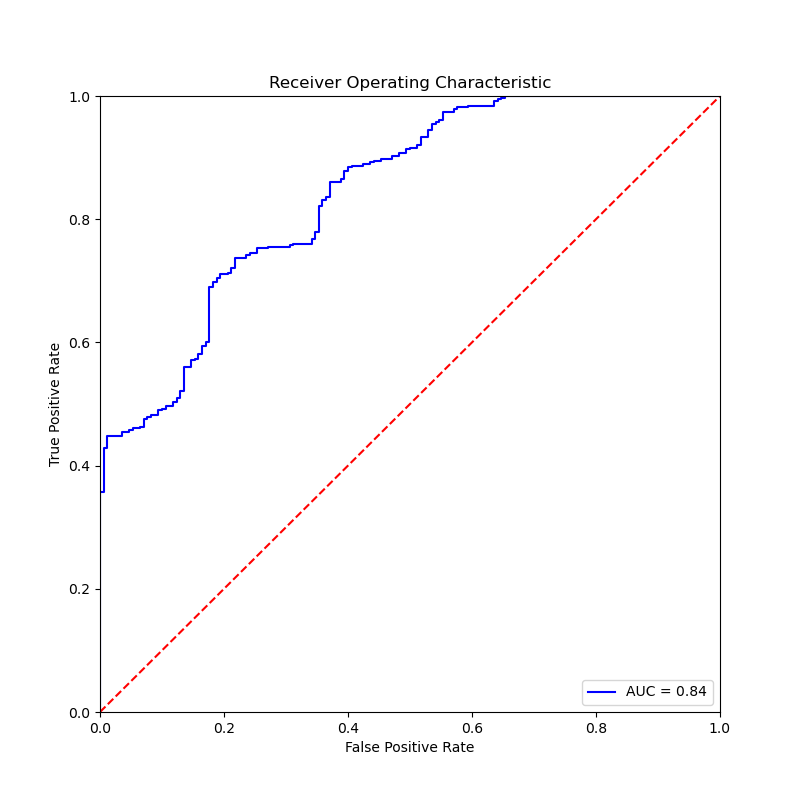 Receiver Operating Characteristic
1.0
0.8
0.6
0.4
0.2
0.0
True Positive Rate
AUC = 0.84
0.0 0.2 0.4 0.6 0.8 1.0
False Positive Rate